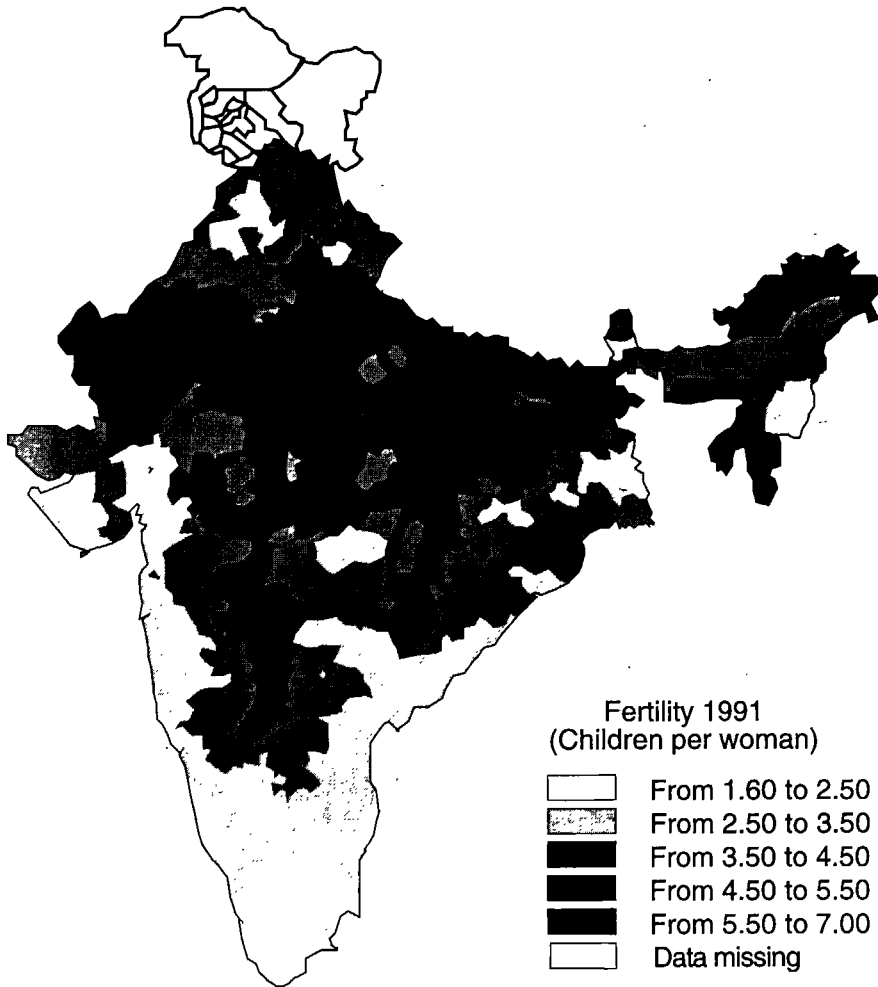 Fertility 1991
(Children per woman)
From 1.60 to 2.50
From 2.50 to 3.50
From 3.50 to 4.50
From 4.50 to 5.50
From 5.50 to 7.00
Data missing